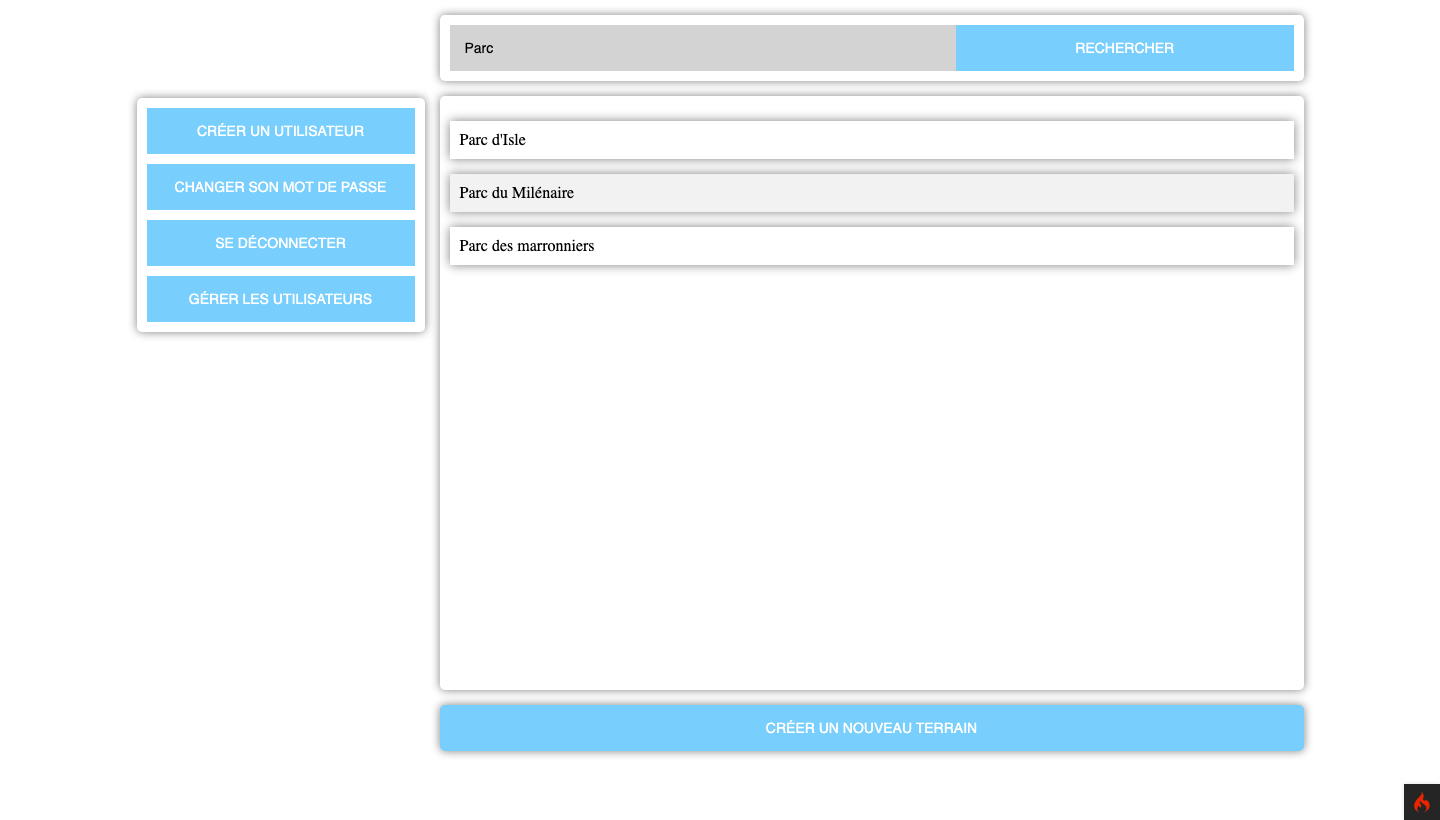 Parc
RECHERCHER
CRÉER UN UTILISATEUR
CHANGER SON MOT DE PASSE
SE DÉCONNECTER
GÉRER LES UTILISATEURS
Parc d'Isle
Parc du Milénaire
Parc des marronniers
CRÉER UN NOUVEAU TERRAIN